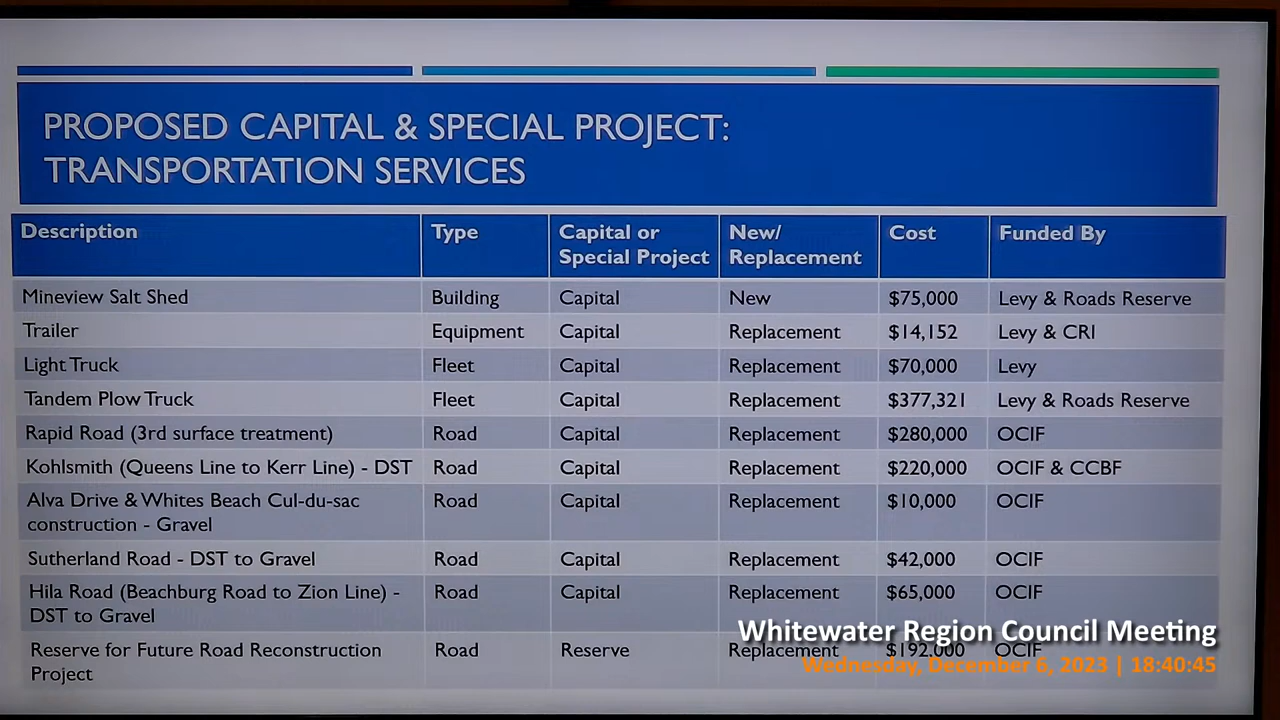 PROPOSED CAPITAL & SPECIAL PROJECT:
TRANSPORTATION SERVICES
Description Type Capital or Special Project New/ Replacement Cost Funded By
Mineview Salt Shed Building Capital New $75,000 Levy & Roads Reserve
Trailer Equipment Capital Replacement $14,152 Levy & CRI
Light Truck Fleet Capital Replacement $70,000 Levy
Tandem Plow Truck Fleet Capital Replacement $377,321 Levy & Roads Reserve
Rapid Road (3rd surface treatment) Road Capital Replacement $280,000 OCIF
Kohlsmith (Queens Line to Kerr Line) - DST Road Capital Replacement $220,000 OCIF & CCBF
Alva Drive & Whites Beach Cul-du-sac Road Capital Replacement $10,000 OCIF
construction - Gravel
Sutherland Road - DST to Gravel Road Capital Replacement $42,000 OCIF
Hila Road (Beachburg Road to Zion Line) - Road Capital Replacement $65,000 OCIF
DST to Gravel
Whitewater Region Council Meeting
Reserve for Future Road Reconstruction Road Reserve Replacement $192,000 OCIF
Project
Wednesday, December 6, 2023 | 18:40:45